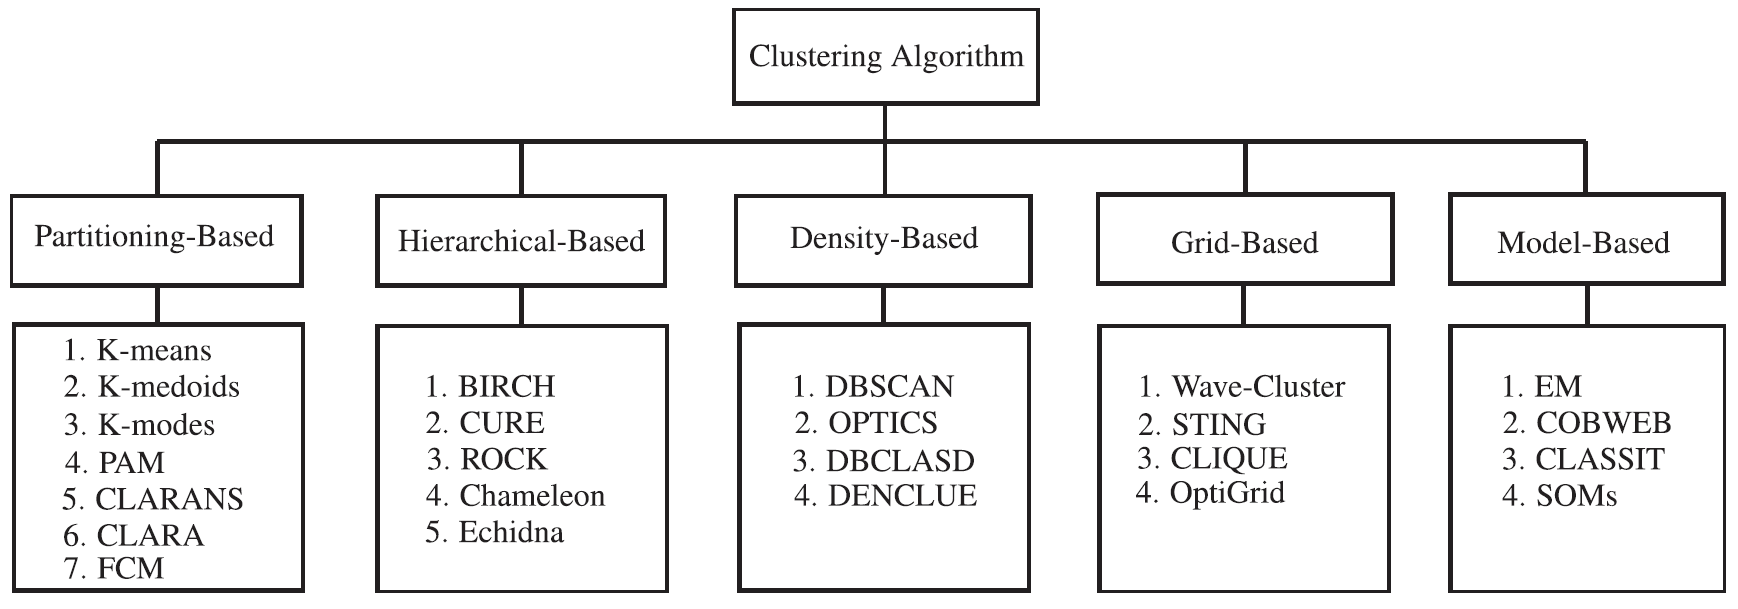 Clustering Algorithm
Partitioning-Based
Hierarchical-Based
Density-Based
Grid-Based
Model-Based
1. K-means
2. K-medoids
3. K-modes
4. PAM
5. CLARANS
6. CLARA
7. FCM
1. BIRCH
2. CURE
3. ROCK
4. Chameleon
5. Echidna
1. DBSCAN
2. OPTICS
3. DBCLASD
4. DENCLUE
1. Wave-Cluster
2. STING
3. CLIQUE
4. OptiGrid
1. EM
2. COBWEB
3. CLASSIT
4. SOMs